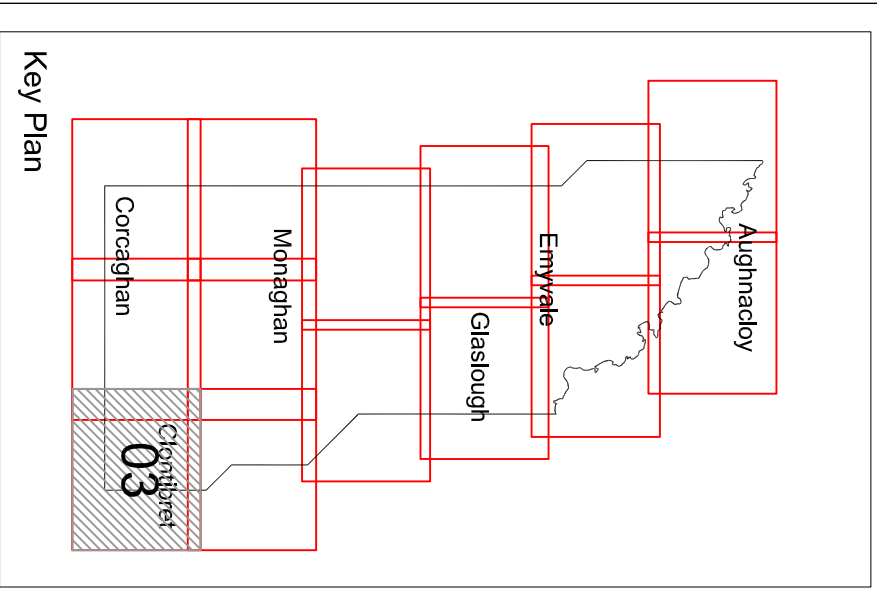 Key Plan
Aughnacloy
Emyvale
Glaslough
Monaghan
Corcaghan
Clontibret
03